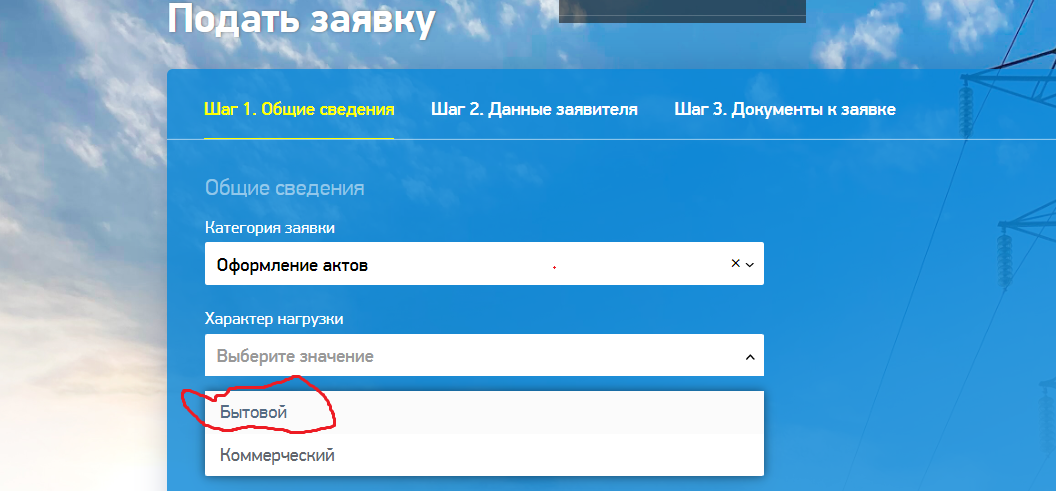 Подать заявку
Шаг 1. Общие сведения Шаг 2. Данные заявителя Шаг 3. Документы к заявке
Общие сведения
Категория заявки
Оформление актов
Характер нагрузки
Выберите значение
Бытовой
Коммерческий